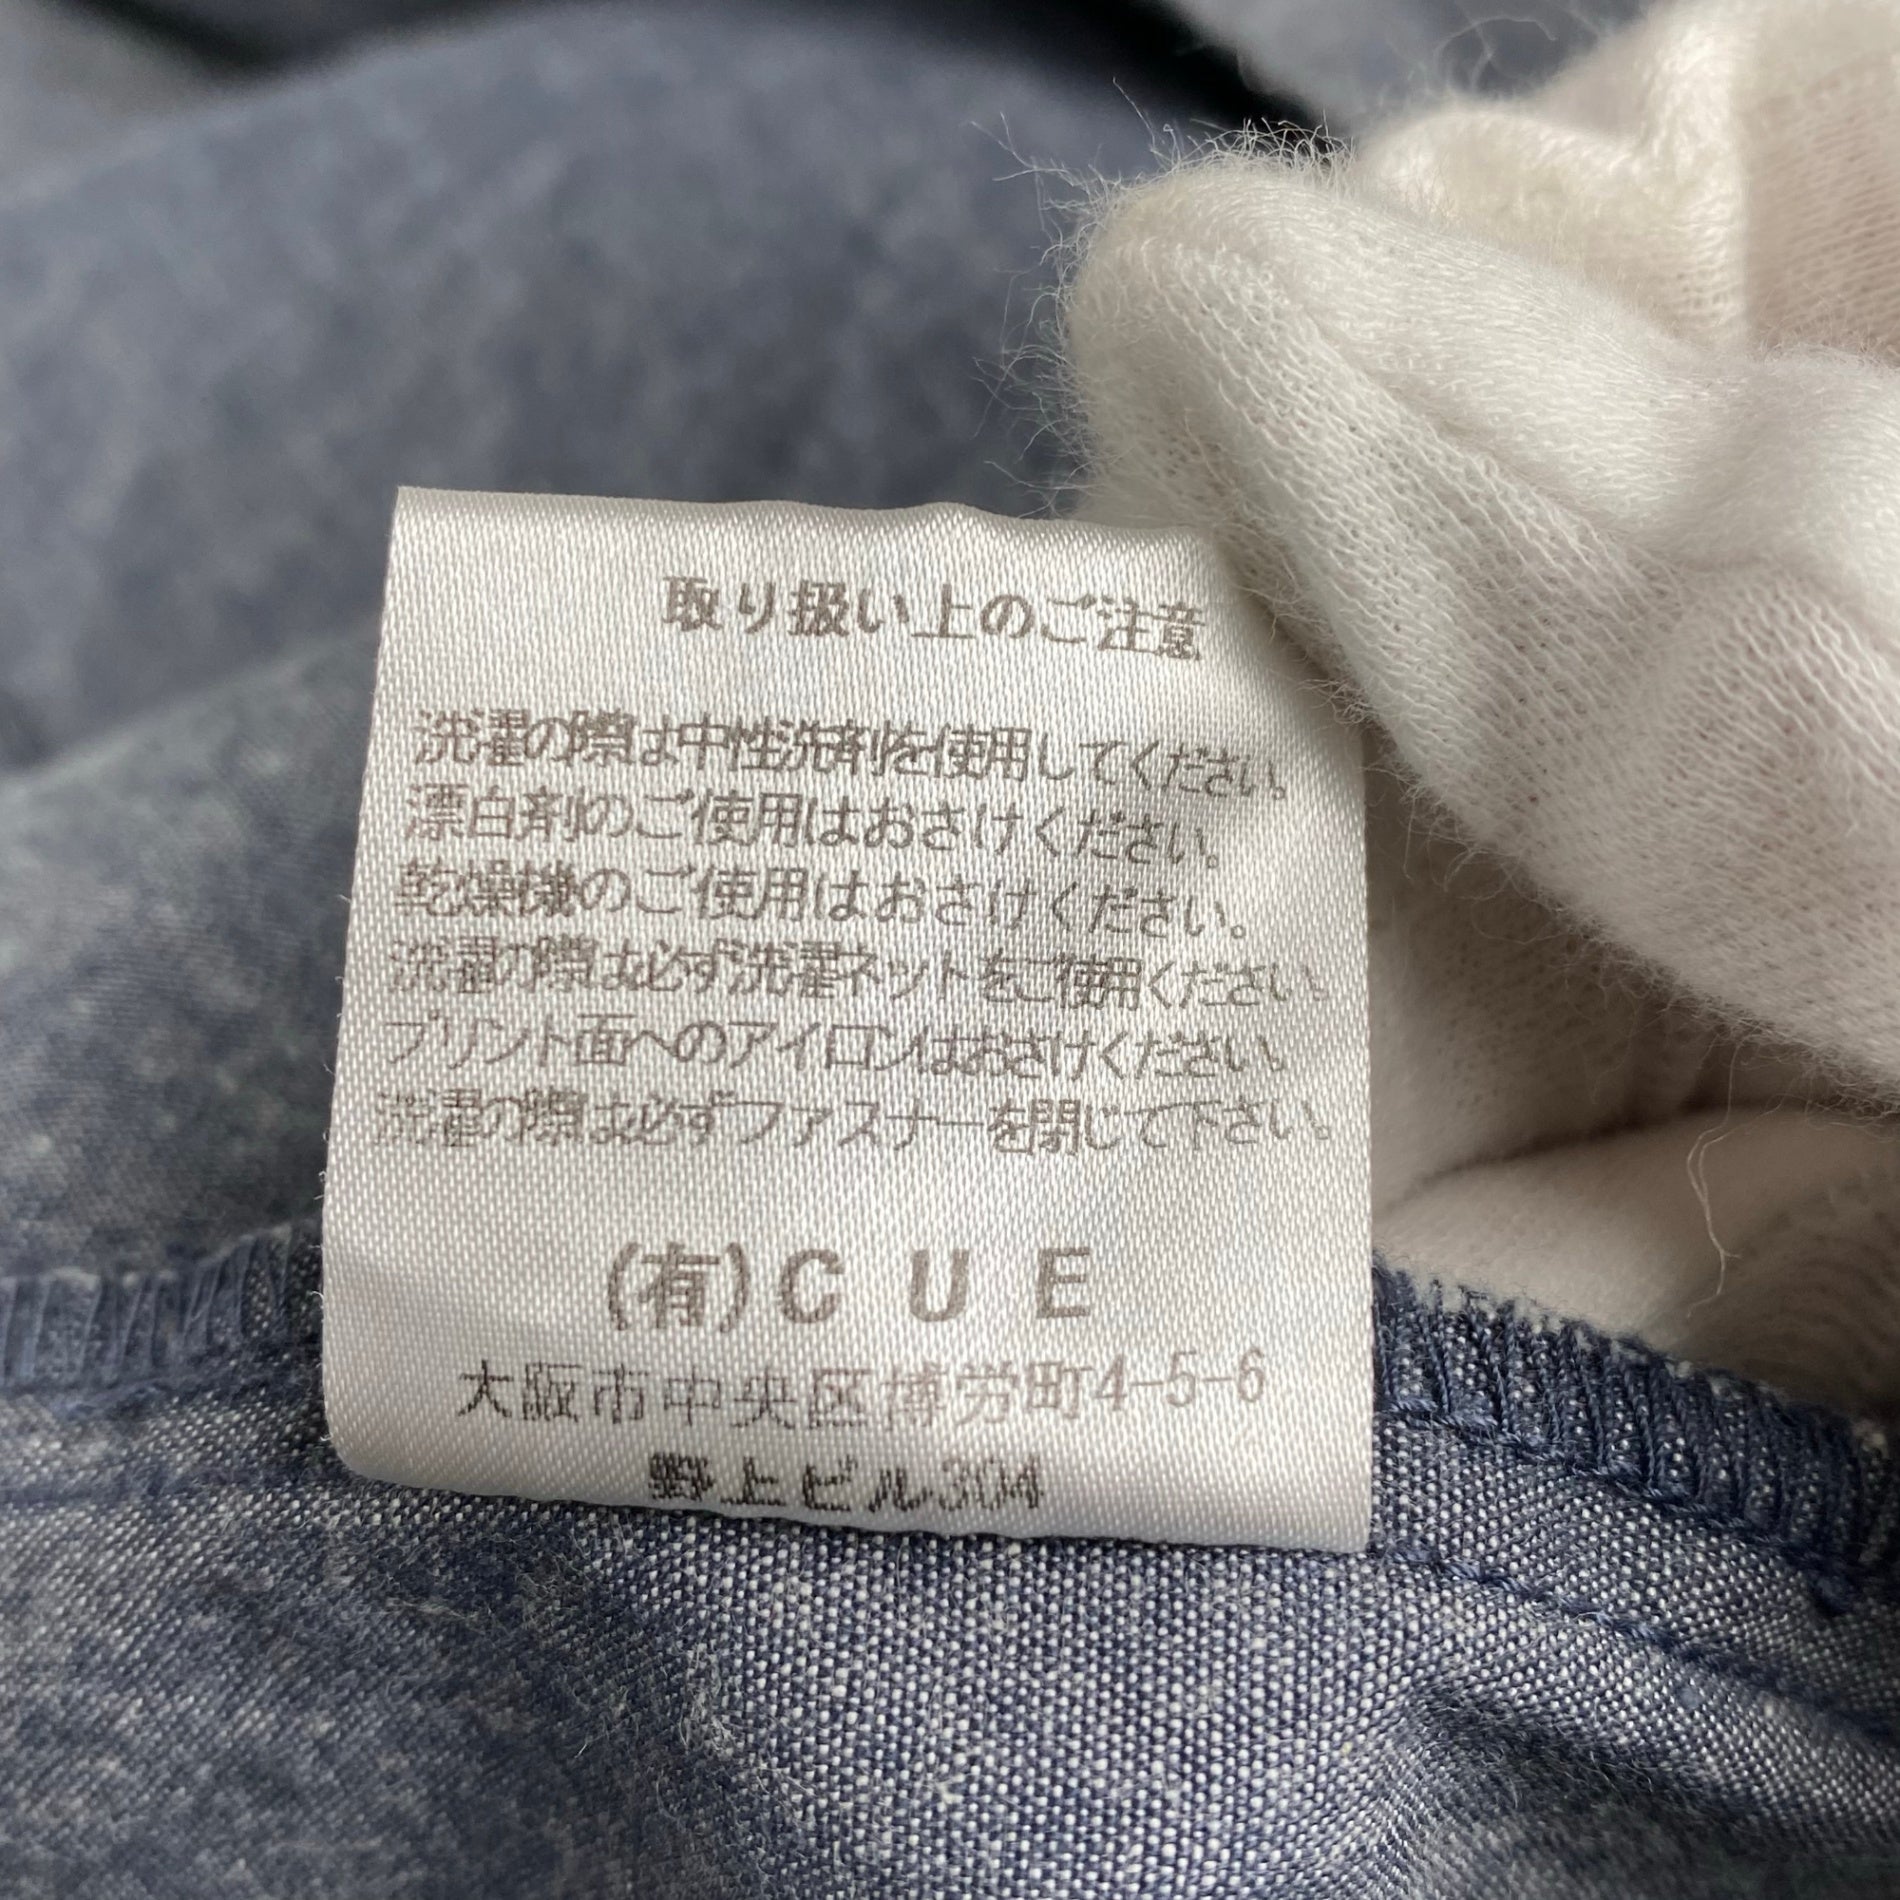 取り扱い上のご注意
洗濯の際は中性洗剤を使用してください。
漂白剤のご使用はおさけください。
乾燥機のご使用はおさけください。
洗濯の際は必ず洗濯ネットをご使用ください。
プリント面へのアイロンはおさけください。
洗濯の際は必ずファスナーを閉じて下さい。
(有)CUE
大阪市中央区博労町4-5-6
野上ビル304